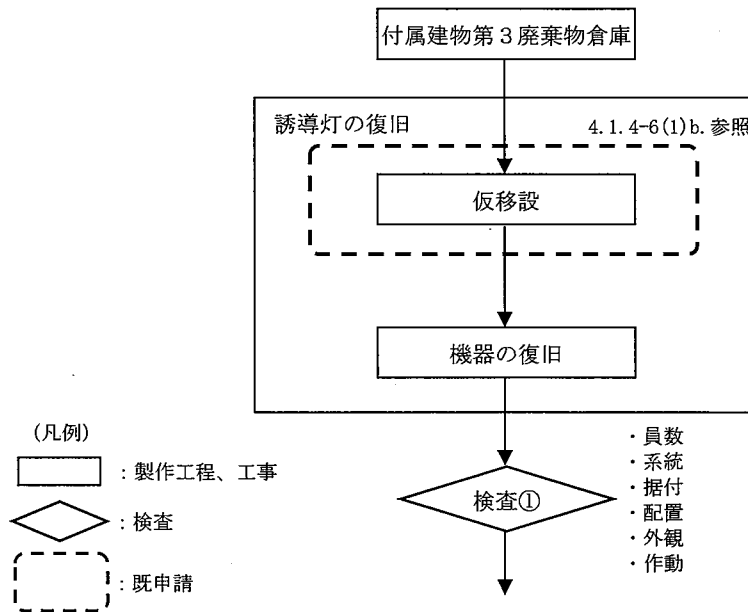 付属建物第3廃棄物倉庫
誘導灯の復旧
4.1.4-6(1)b.参照
仮移設
機器の復旧
検査①
・員数
・系統
・据付
・配置
・外観
・作動
(凡例)
：製作工程、工事
：検査
：既申請